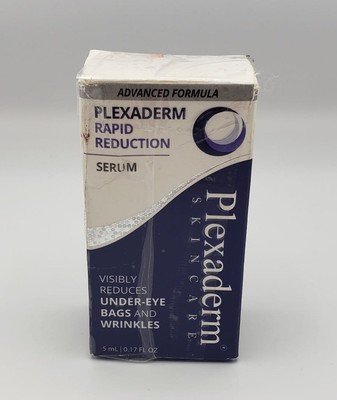 ADVANCED FORMULA
PLEXADERM
RAPID
REDUCTION
SERUM
Plexaderm
SKINCARE
VISIBLY
REDUCES
UNDER-EYE
BAGS AND
WRINKLES
5 mL | 0.17 FL OZ